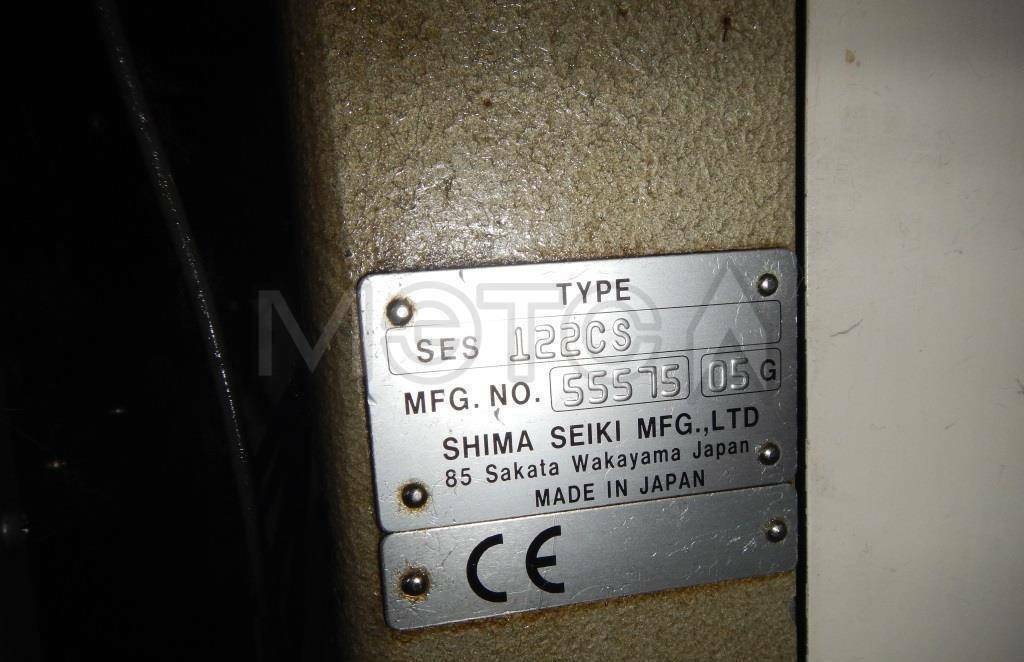 TYPE
SES 122CS
MFG. NO. 55575 05 G
SHIMA SEIKI MFG.,LTD
85 Sakata Wakayama Japan
MADE IN JAPAN
CE